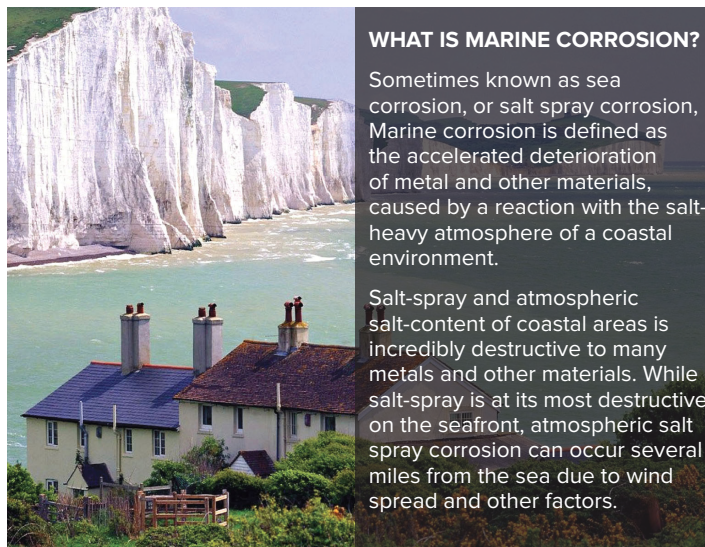 WHAT IS MARINE CORROSION?
Sometimes known as sea
corrosion, or salt spray corrosion,
Marine corrosion is defined as
the accelerated deterioration
of metal and other materials,
caused by a reaction with the salt-
heavy atmosphere of a coastal
environment.
Salt-spray and atmospheric
salt-content of coastal areas is
incredibly destructive to many
metals and other materials. While
salt-spray is at its most destructive
on the seafront, atmospheric salt
spray corrosion can occur several
miles from the sea due to wind
spread and other factors.